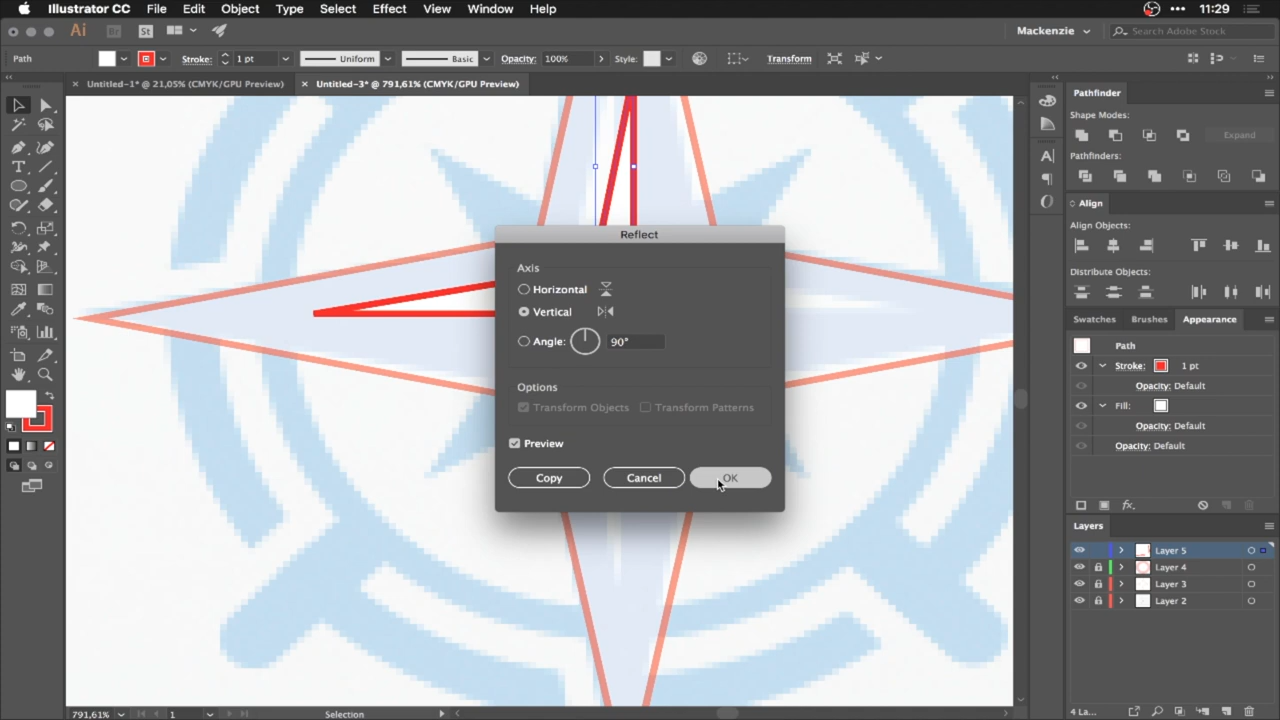 Illustrator CC File Edit Object Type Select Effect View Window Help 11:29
Ai Br St Mackenzie Search Adobe Stock
Path Stroke: 1 pt Uniform Basic Opacity: 100% Style: Transform
Untitled-1* @ 21,05% (CMYK/GPU Preview) Untitled-3* @ 791,61% (CMYK/GPU Preview)
Pathfinder
Shape Modes:
Expand
Pathfinders:
Align
Align Objects:
Distribute Objects:
Swatches Brushes Appearance
Path
Stroke: 1 pt
Opacity: Default
Fill:
Opacity: Default
Opacity: Default
fx
Layers
Layer 5
Layer 4
Layer 3
Layer 2
4 La...
Reflect
Axis
Horizontal
Vertical
Angle: 90°
Options
Transform Objects Transform Patterns
Preview
Copy Cancel OK
791,61% 1 Selection